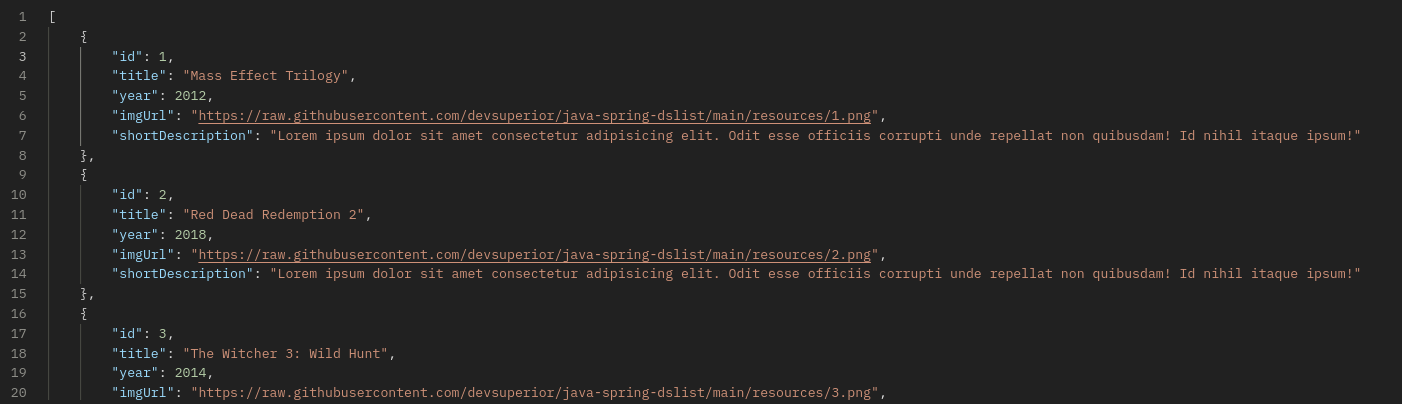 1 [
2 {
3 "id": 1,
4 "title": "Mass Effect Trilogy",
5 "year": 2012,
6 "imgUrl": "https://raw.githubusercontent.com/devsuperior/java-spring-dslist/main/resources/1.png",
7 "shortDescription": "Lorem ipsum dolor sit amet consectetur adipisicing elit. Odit esse officiis corrupti unde repellat non quibusdam! Id nihil itaque ipsum!"
8 },
9 {
10 "id": 2,
11 "title": "Red Dead Redemption 2",
12 "year": 2018,
13 "imgUrl": "https://raw.githubusercontent.com/devsuperior/java-spring-dslist/main/resources/2.png",
14 "shortDescription": "Lorem ipsum dolor sit amet consectetur adipisicing elit. Odit esse officiis corrupti unde repellat non quibusdam! Id nihil itaque ipsum!"
15 },
16 {
17 "id": 3,
18 "title": "The Witcher 3: Wild Hunt",
19 "year": 2014,
20 "imgUrl": "https://raw.githubusercontent.com/devsuperior/java-spring-dslist/main/resources/3.png",